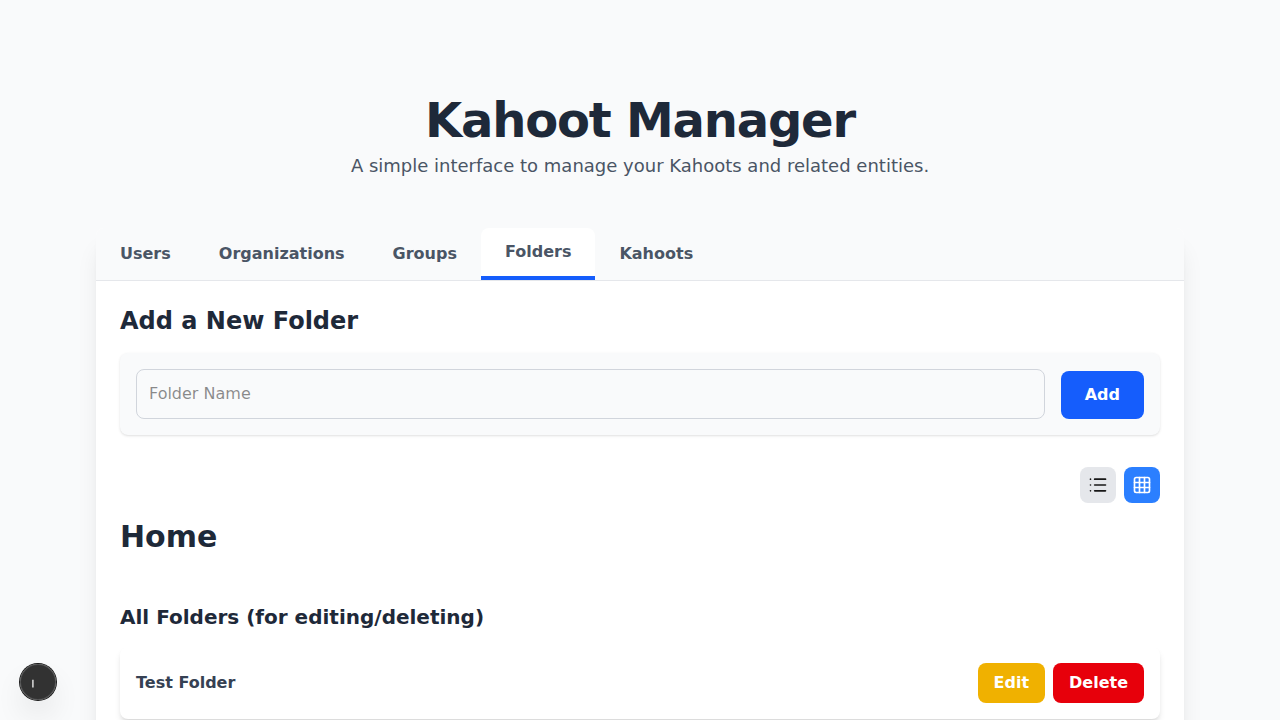 Kahoot Manager
A simple interface to manage your Kahoots and related entities.
Users Organizations Groups Folders Kahoots
Add a New Folder
Folder Name Add
Home
All Folders (for editing/deleting)
Test Folder Edit Delete